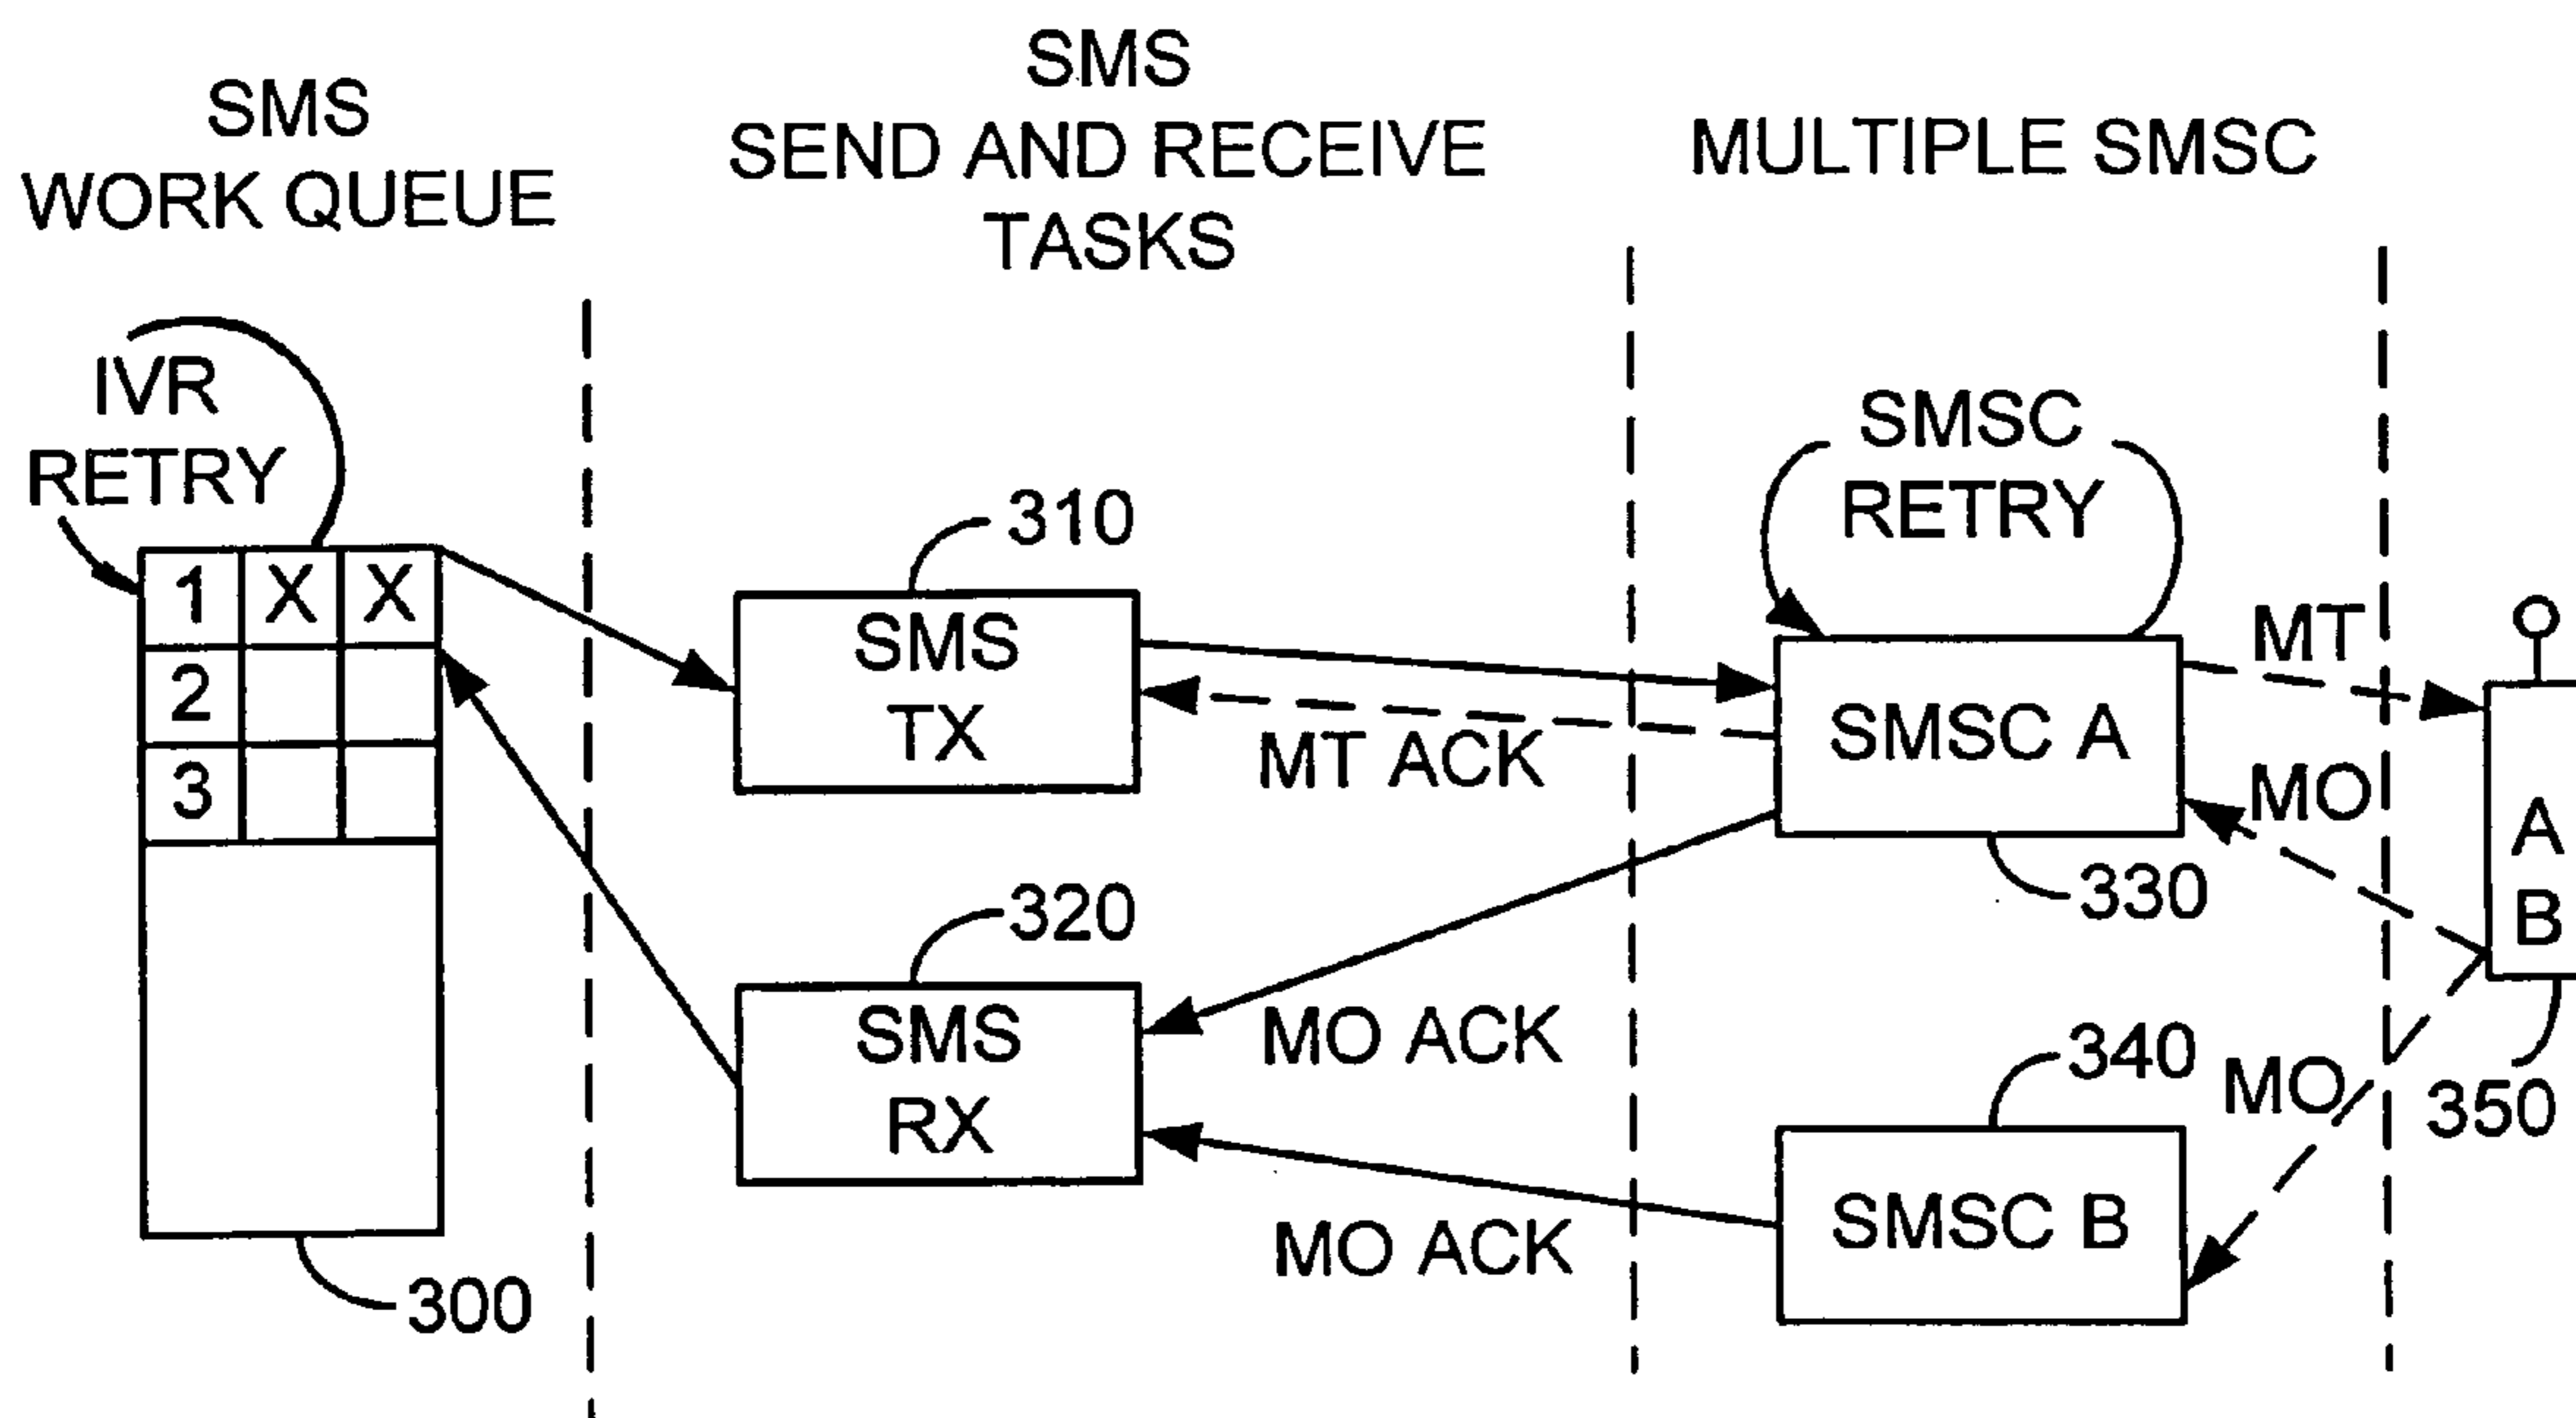 SMS
WORK QUEUE
SMS
SEND AND RECEIVE
TASKS
MULTIPLE SMSC
IVR
RETRY
1 X X
2
3
300
310
SMS
TX
320
SMS
RX
MT ACK
MO ACK
MO ACK
SMSC
RETRY
SMSC A
330
340
SMSC B
MT
MO
MO
A
B
350